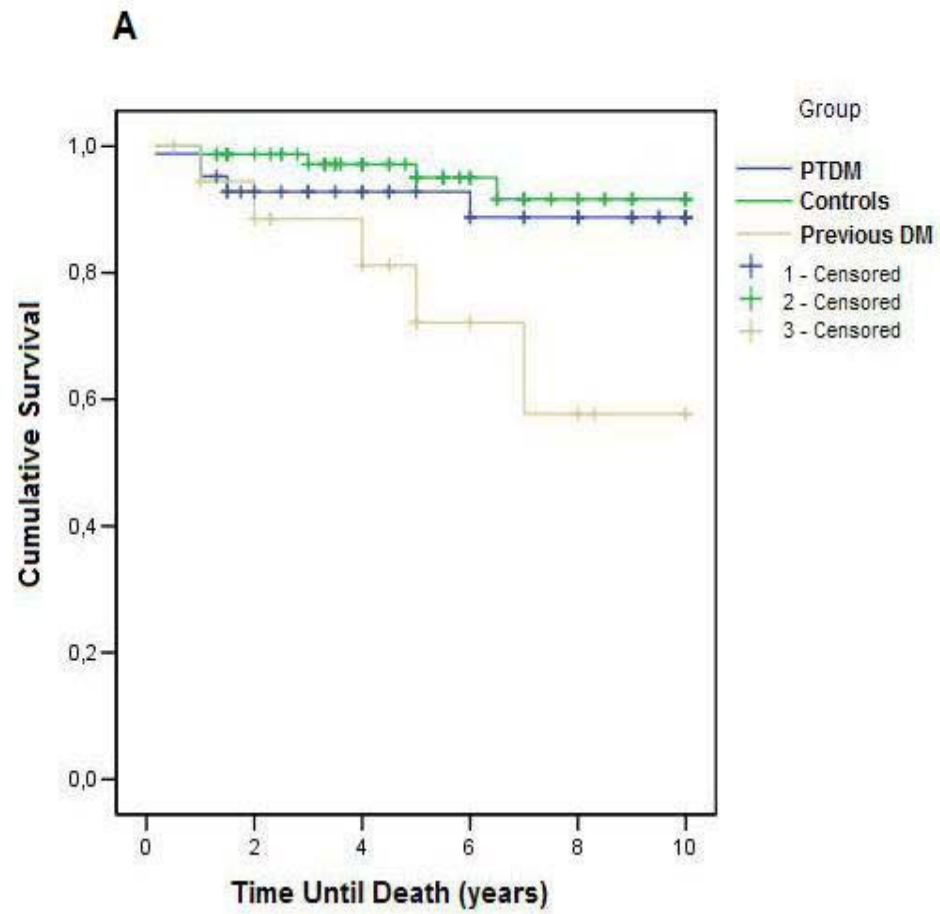 A
Group
PTDM
Controls
Previous DM
1 - Censored
2 - Censored
3 - Censored
Cumulative Survival
1,0
0,8
0,6
0,4
0,2
0,0
0 2 4 6 8 10
Time Until Death (years)